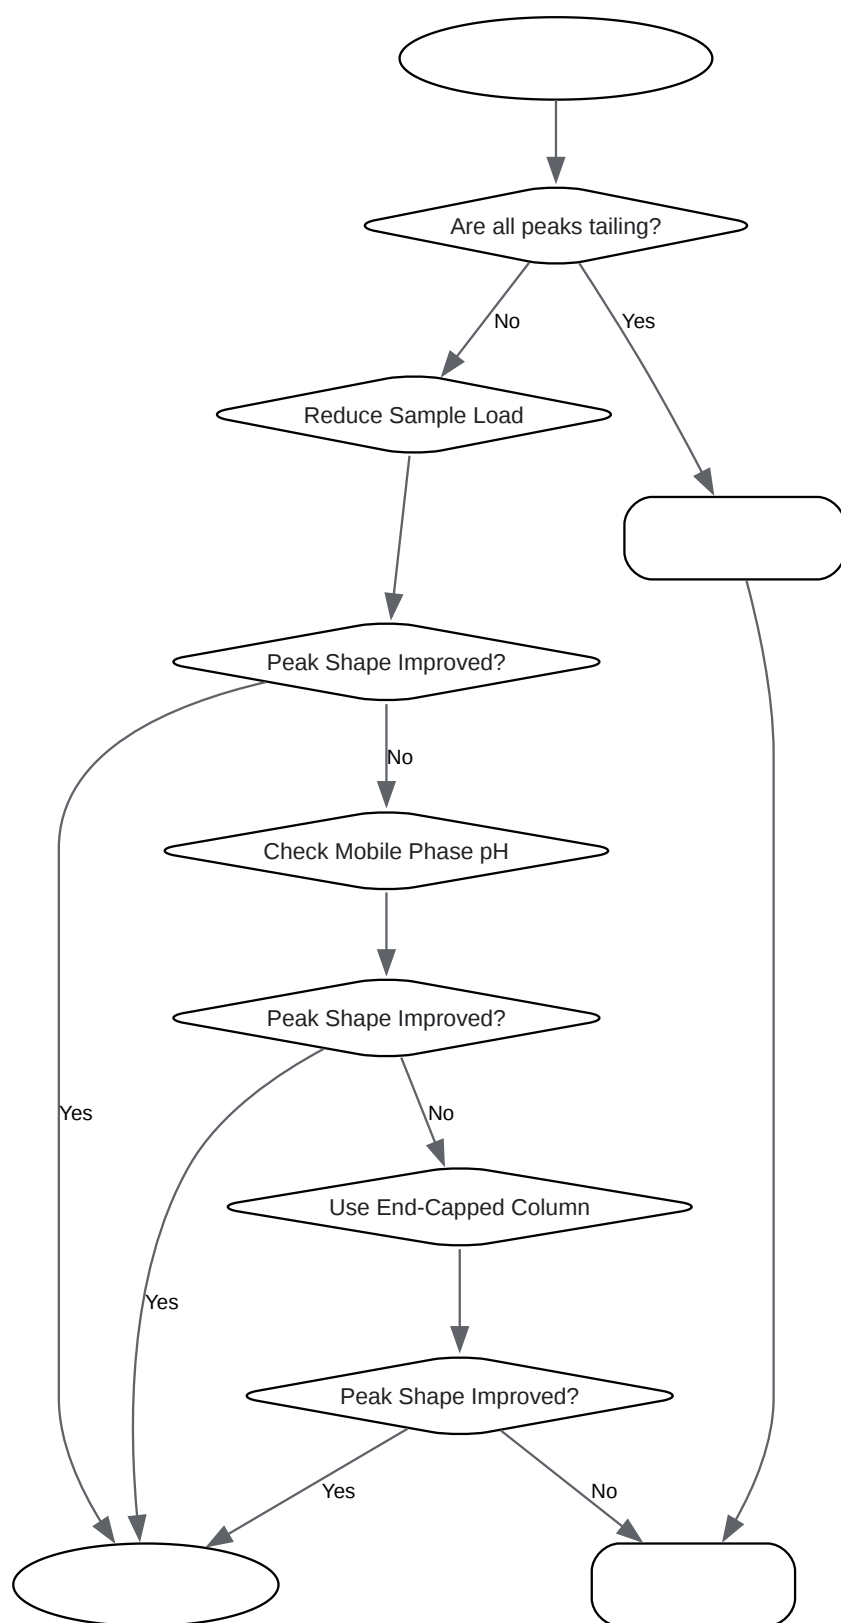 Are all peaks tailing?
No
Yes
Reduce Sample Load
Peak Shape Improved?
No
Check Mobile Phase pH
Peak Shape Improved?
Yes
No
Use End-Capped Column
Yes
Peak Shape Improved?
Yes
No